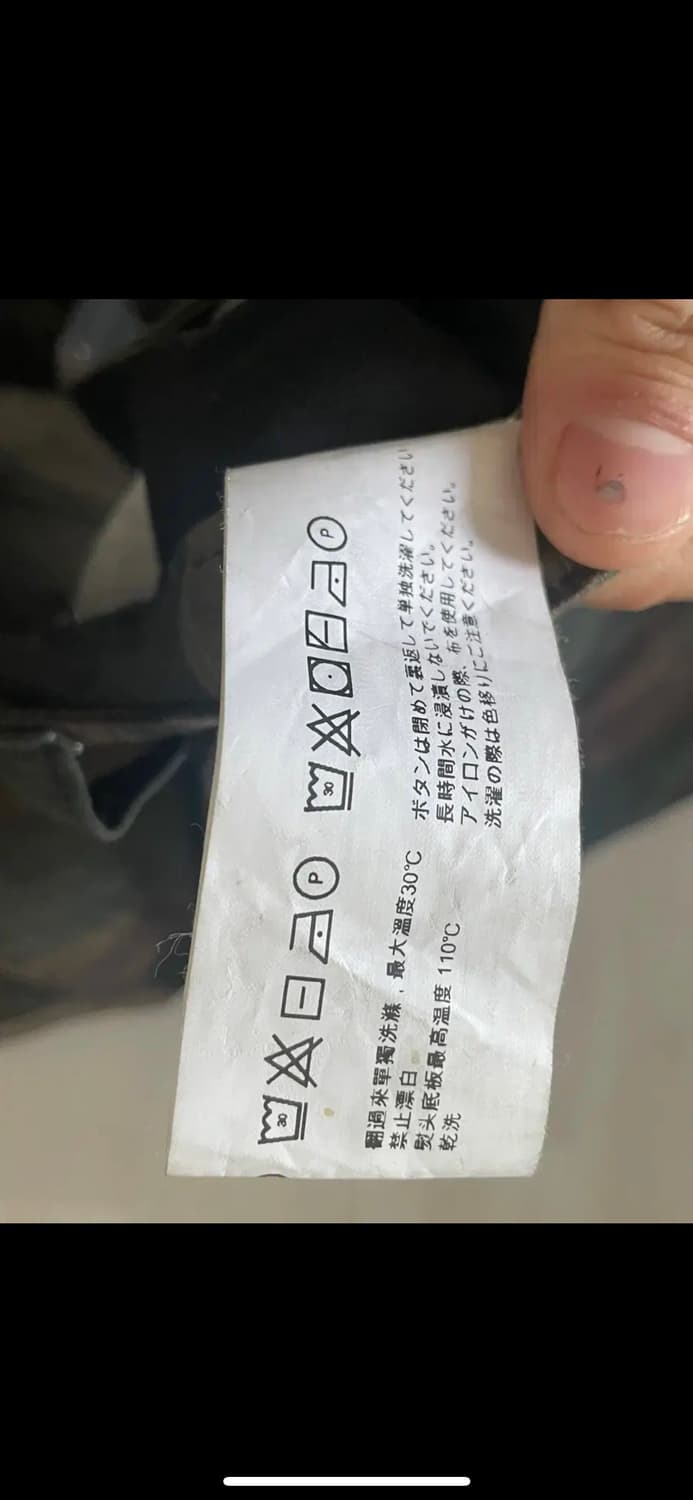 30
P
翻過來單獨洗滌，最大溫度30℃
禁止漂白
熨头底板最高温度 110℃
乾洗
30
P
ボタンは閉めて裏返して単独洗濯してください
長時間水に浸漬しないでください。
アイロンがけの際、布を使用してください。
洗濯の際は色移りにご注意ください。